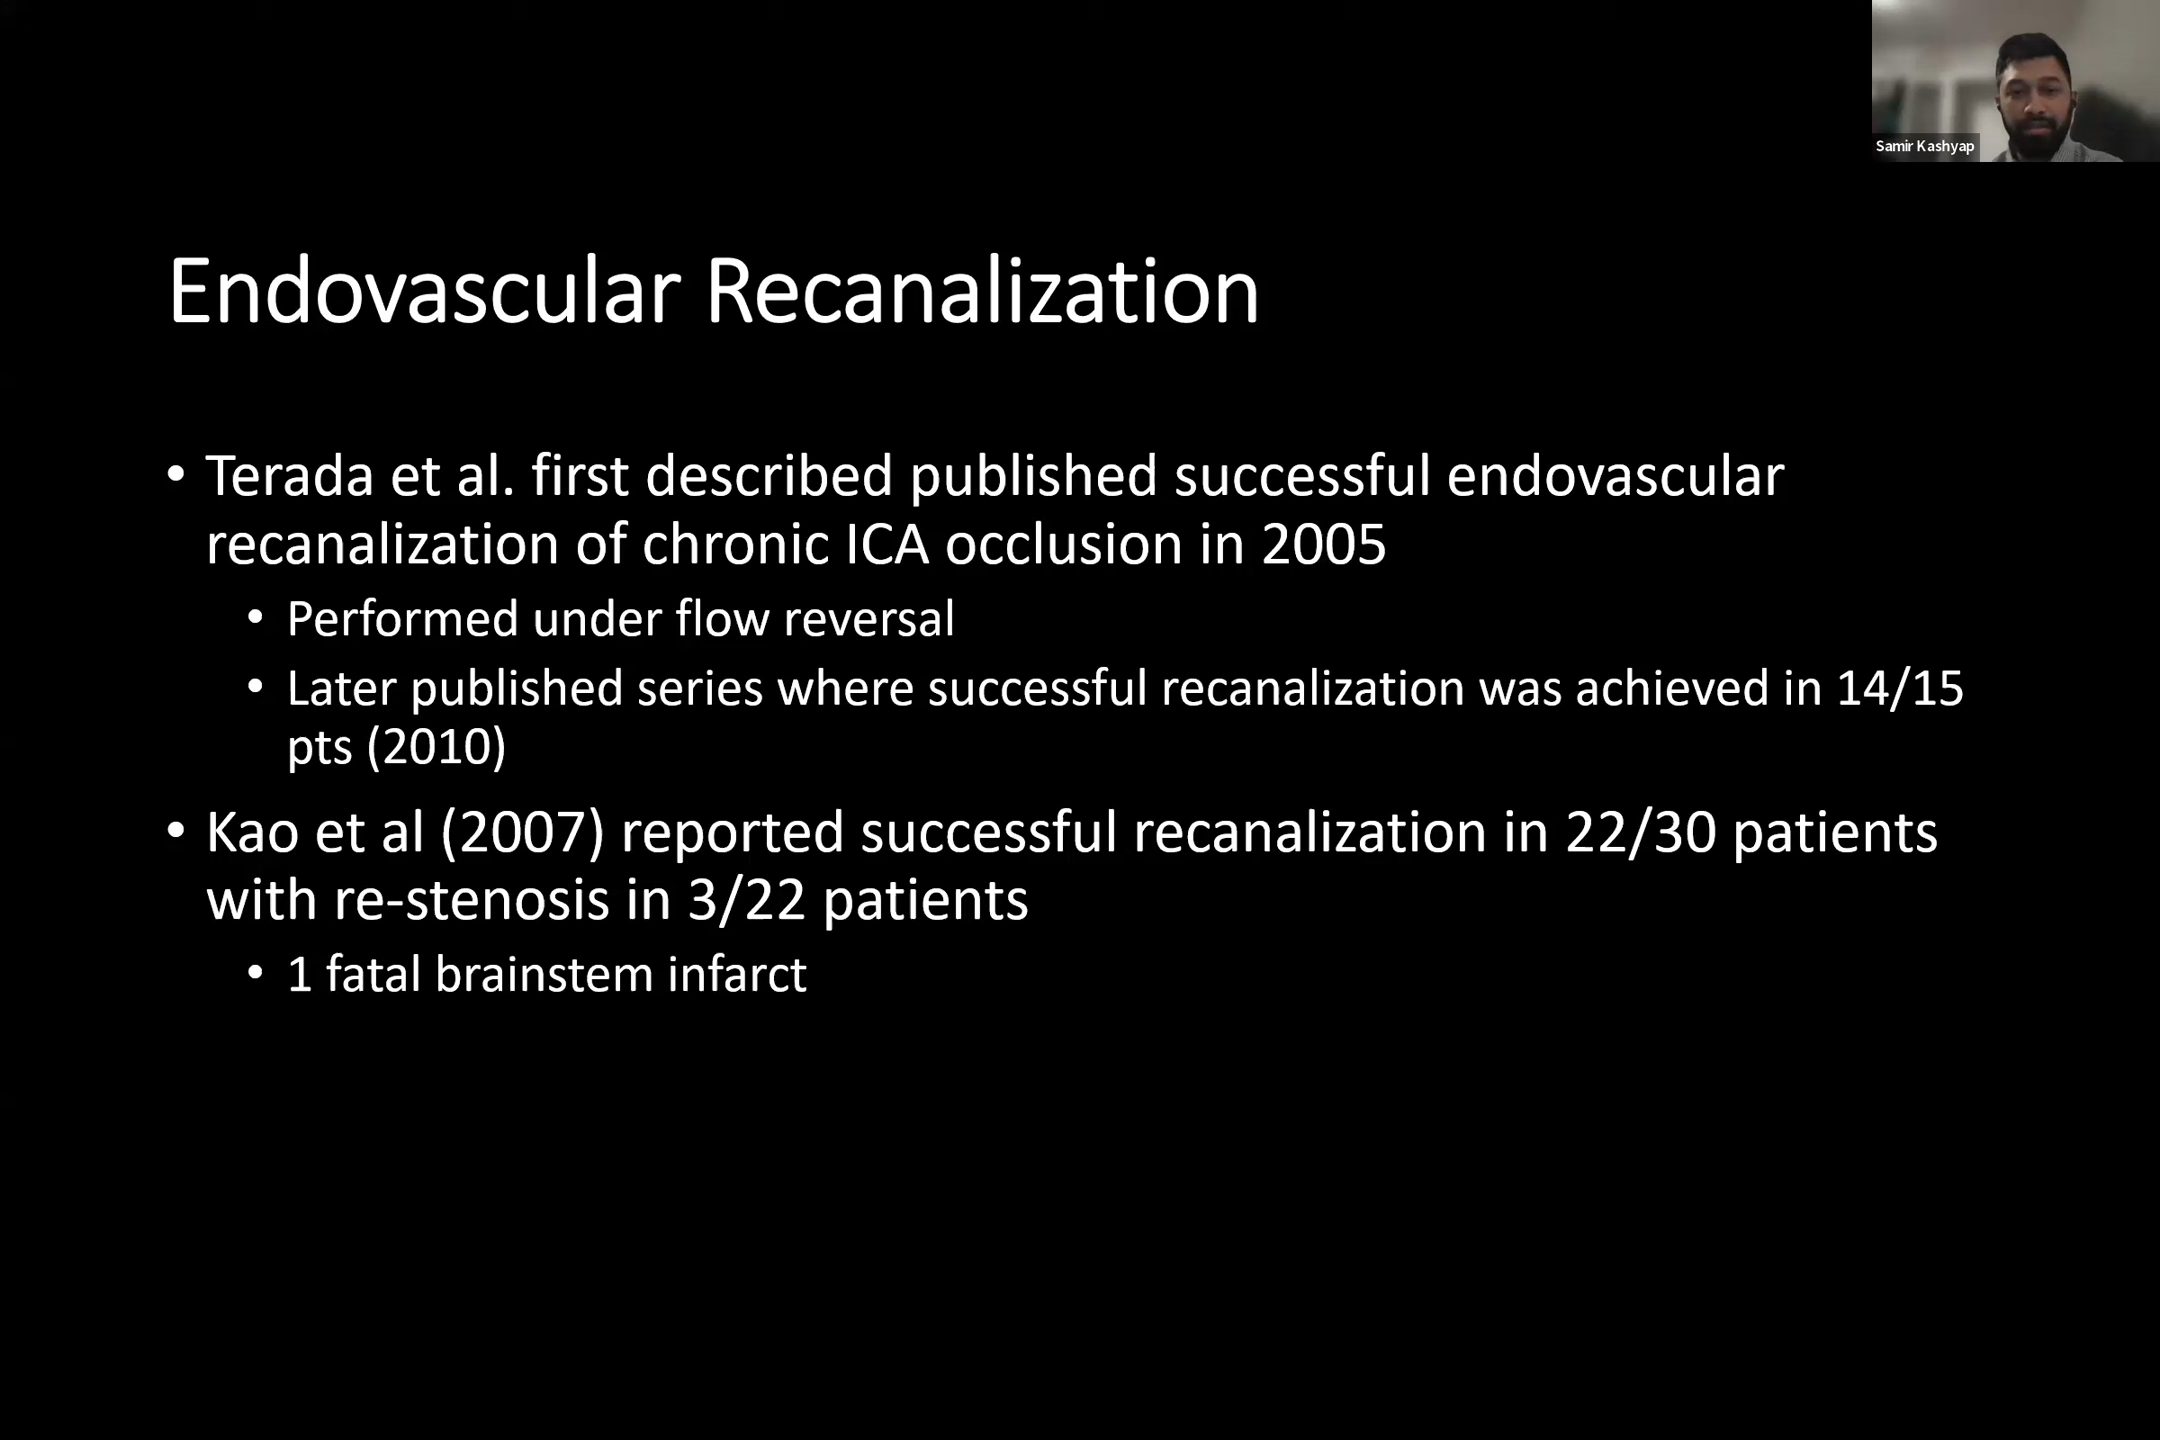 Samir Kashyap
Endovascular Recanalization
• Terada et al. first described published successful endovascular
recanalization of chronic ICA occlusion in 2005
• Performed under flow reversal
• Later published series where successful recanalization was achieved in 14/15
pts (2010)
• Kao et al (2007) reported successful recanalization in 22/30 patients
with re-stenosis in 3/22 patients
• 1 fatal brainstem infarct